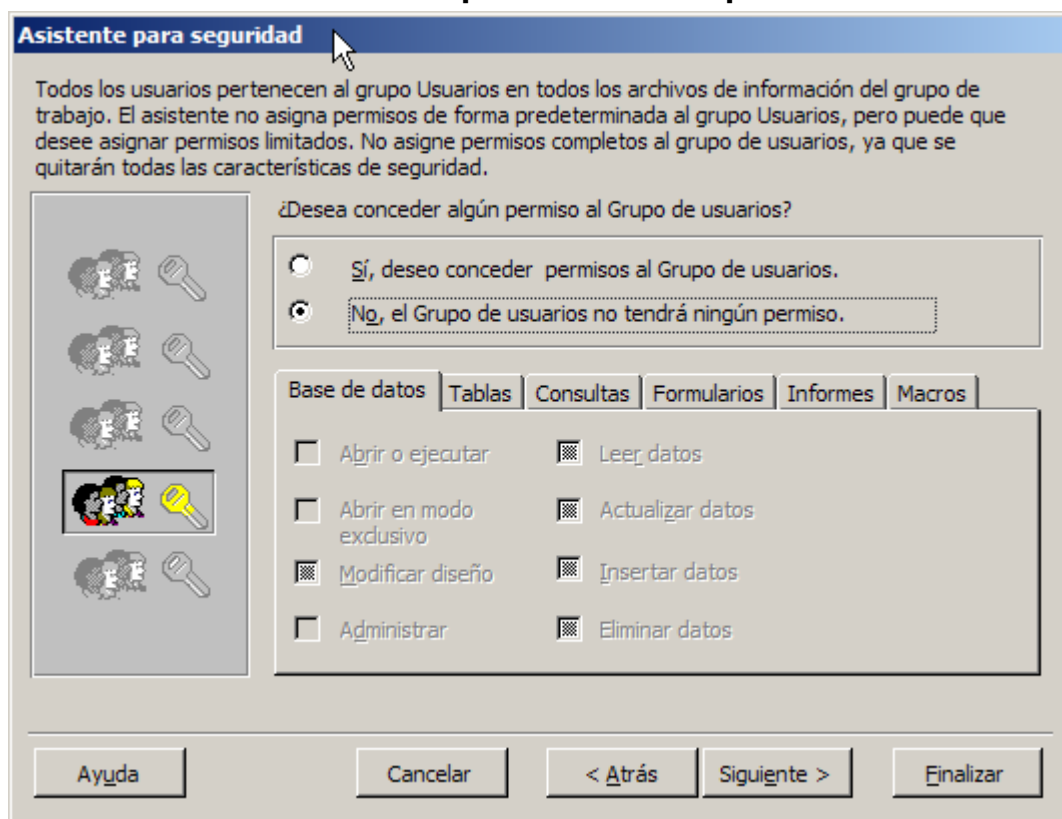 Asistente para seguridad
Todos los usuarios pertenecen al grupo Usuarios en todos los archivos de información del grupo de
trabajo. El asistente no asigna permisos de forma predeterminada al grupo Usuarios, pero puede que
desee asignar permisos limitados. No asigne permisos completos al grupo de usuarios, ya que se
quitarán todas las características de seguridad.
¿Desea conceder algún permiso al Grupo de usuarios?
Sí, deseo conceder permisos al Grupo de usuarios.
No, el Grupo de usuarios no tendrá ningún permiso.
Base de datos Tablas Consultas Formularios Informes Macros
Abrir o ejecutar Leer datos
Abrir en modo Actualizar datos
exclusivo
Modificar diseño Insertar datos
Administrar Eliminar datos
Ayuda Cancelar < Atrás Siguiente > Finalizar